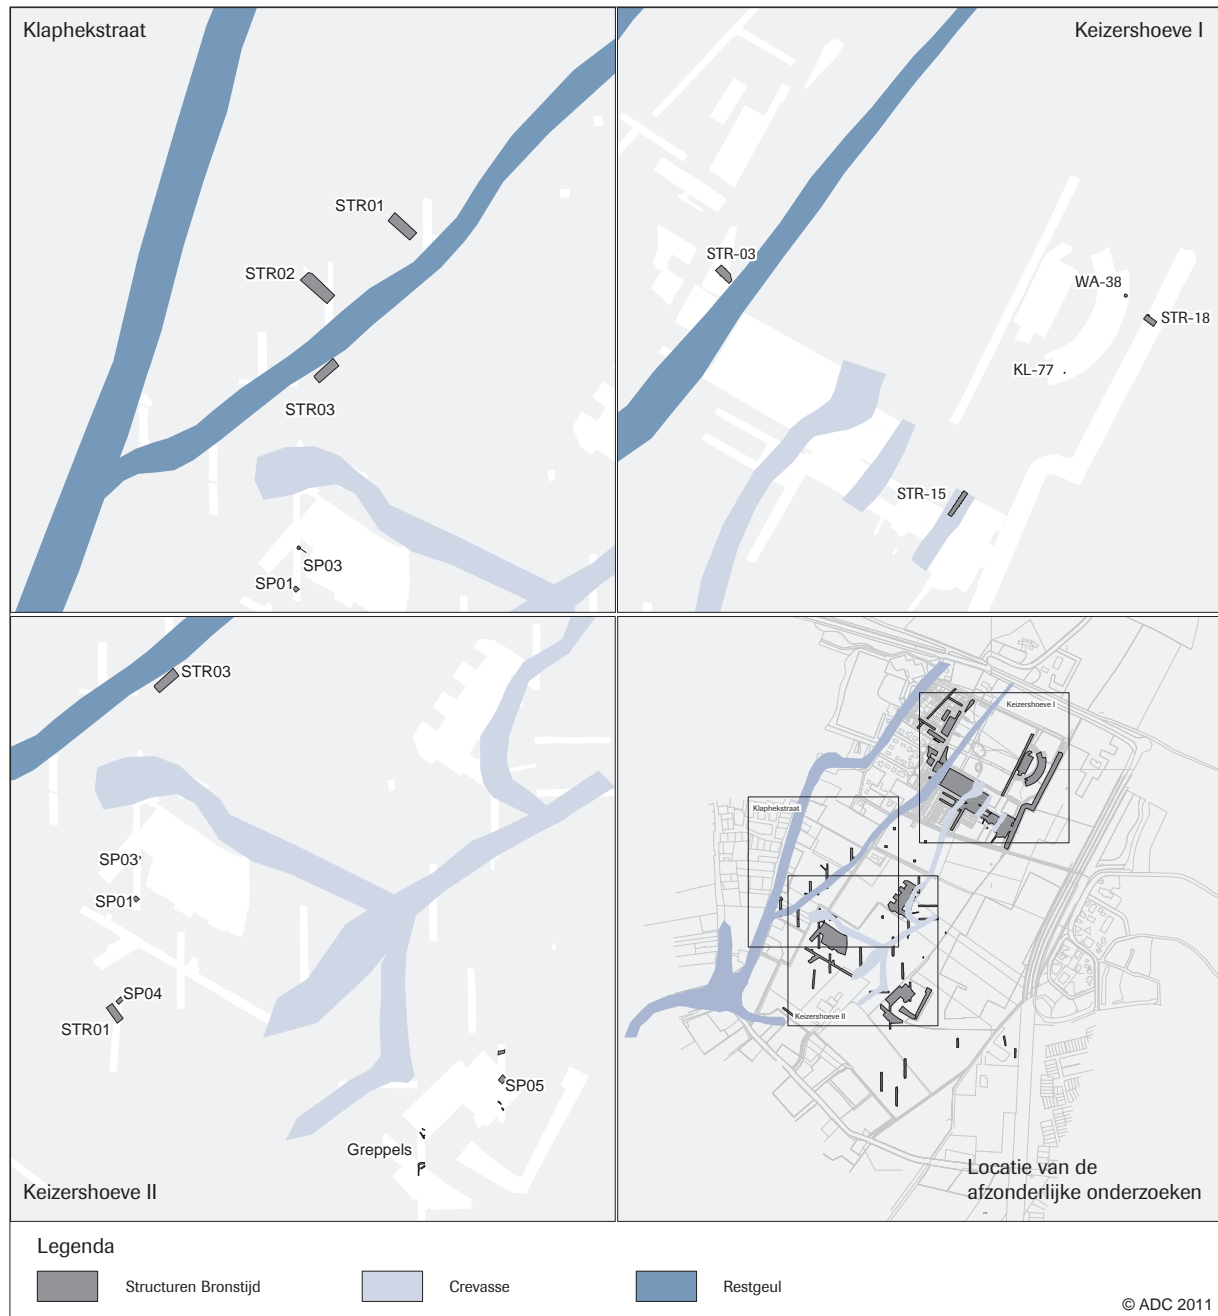 Klaphekstraat
STR01
STR02
STR03
SP03
SP01
Keizershoeve I
STR-03
WA-38
STR-18
KL-77
STR-15
STR03
SP03
SP01
SP04
STR01
SP05
Greppels
Keizershoeve II
Keizershoeve I
Klaphekstraat
Keizershoeve II
Locatie van de
afzonderlijke onderzoeken
Legenda
Structuren Bronstijd
Crevasse
Restgeul
© ADC 2011